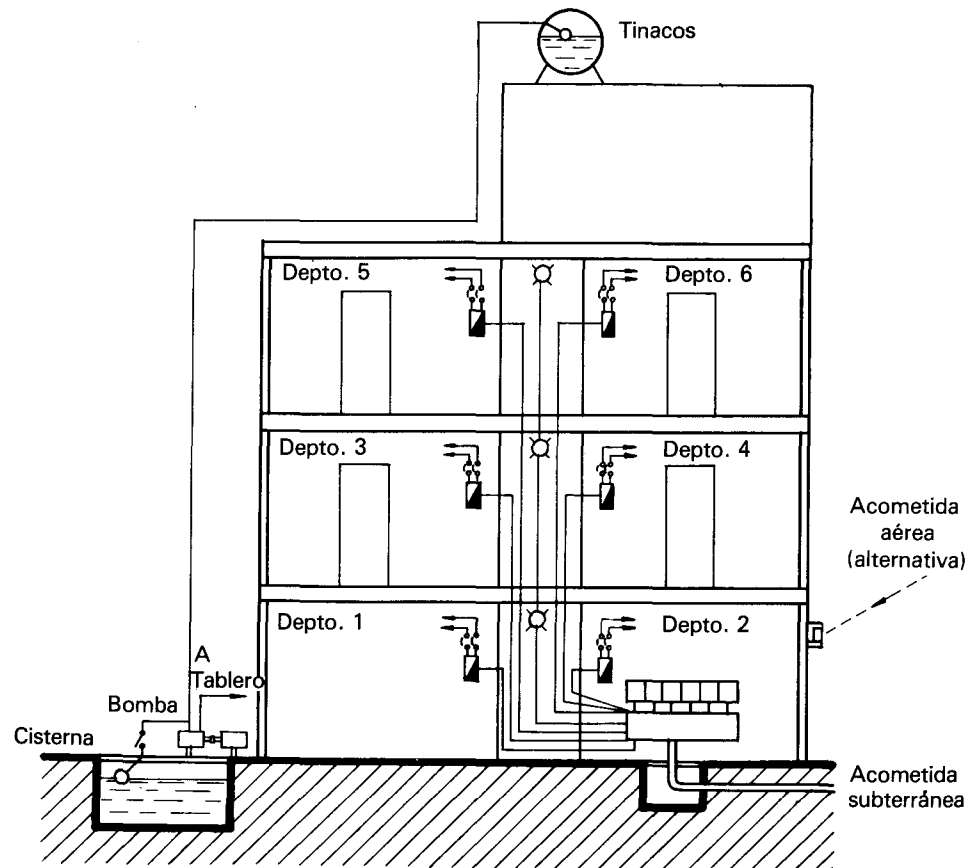 Tinacos
Depto. 5
Depto. 6
Depto. 3
Depto. 4
Acometida
aérea
(alternativa)
Depto. 1
Depto. 2
A
Tablero
Bomba
Cisterna
Acometida
subterránea